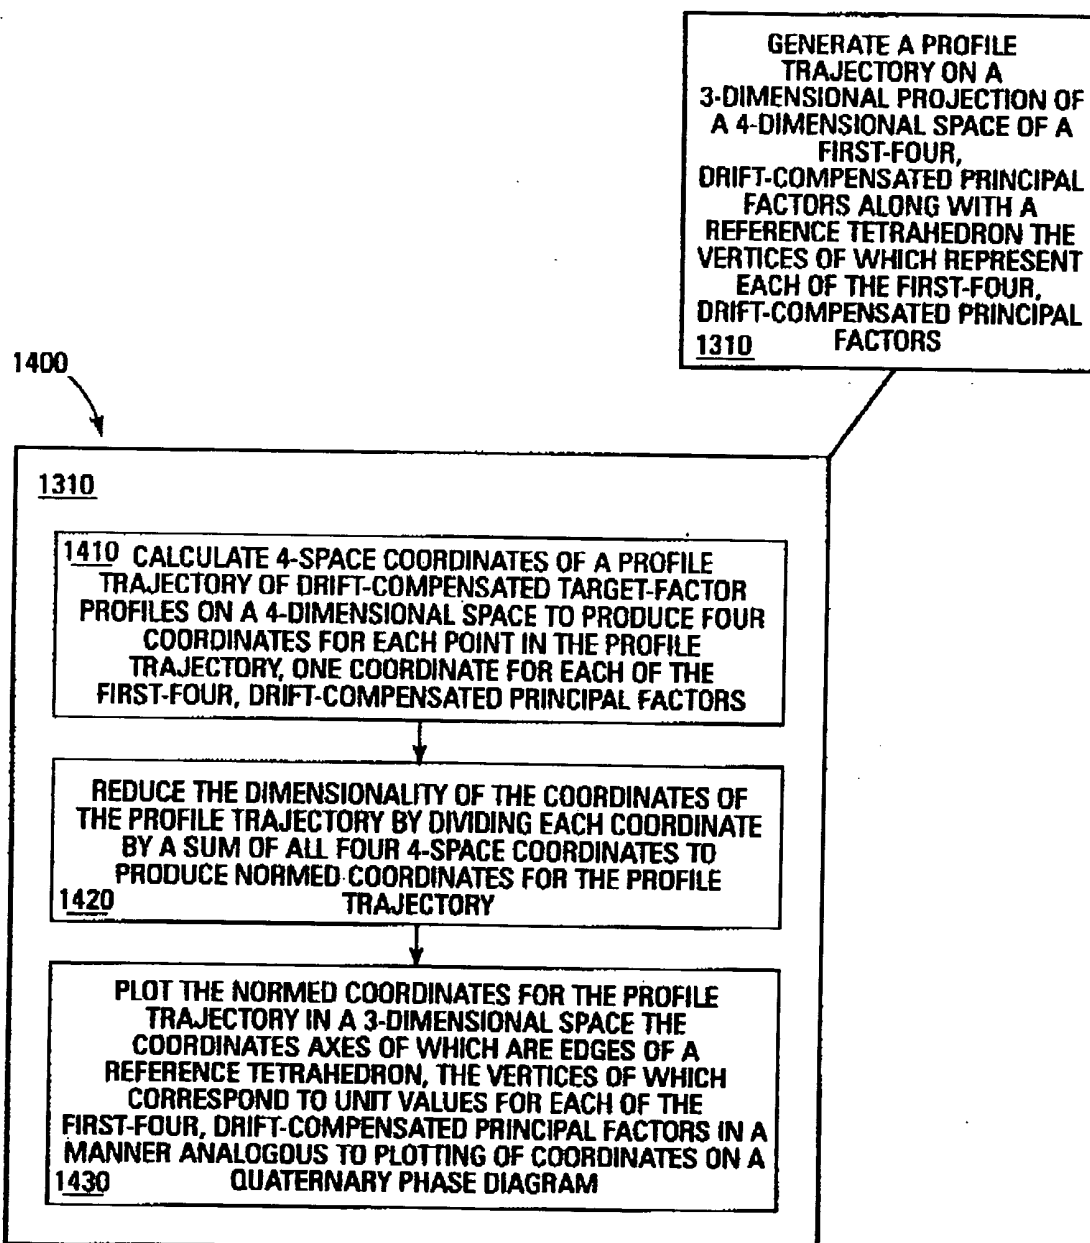 GENERATE A PROFILE
TRAJECTORY ON A
3-DIMENSIONAL PROJECTION OF
A 4-DIMENSIONAL SPACE OF A
FIRST-FOUR,
DRIFT-COMPENSATED PRINCIPAL
FACTORS ALONG WITH A
REFERENCE TETRAHEDRON THE
VERTICES OF WHICH REPRESENT
EACH OF THE FIRST-FOUR,
DRIFT-COMPENSATED PRINCIPAL
1310 FACTORS
1400
1310
1410 CALCULATE 4-SPACE COORDINATES OF A PROFILE
TRAJECTORY OF DRIFT-COMPENSATED TARGET-FACTOR
PROFILES ON A 4-DIMENSIONAL SPACE TO PRODUCE FOUR
COORDINATES FOR EACH POINT IN THE PROFILE
TRAJECTORY, ONE COORDINATE FOR EACH OF THE
FIRST-FOUR, DRIFT-COMPENSATED PRINCIPAL FACTORS
REDUCE THE DIMENSIONALITY OF THE COORDINATES OF
THE PROFILE TRAJECTORY BY DIVIDING EACH COORDINATE
BY A SUM OF ALL FOUR 4-SPACE COORDINATES TO
PRODUCE NORMED COORDINATES FOR THE PROFILE
1420 TRAJECTORY
PLOT THE NORMED COORDINATES FOR THE PROFILE
TRAJECTORY IN A 3-DIMENSIONAL SPACE THE
COORDINATES AXES OF WHICH ARE EDGES OF A
REFERENCE TETRAHEDRON, THE VERTICES OF WHICH
CORRESPOND TO UNIT VALUES FOR EACH OF THE
FIRST-FOUR, DRIFT-COMPENSATED PRINCIPAL FACTORS IN A
MANNER ANALOGOUS TO PLOTTING OF COORDINATES ON A
1430 QUATERNARY PHASE DIAGRAM